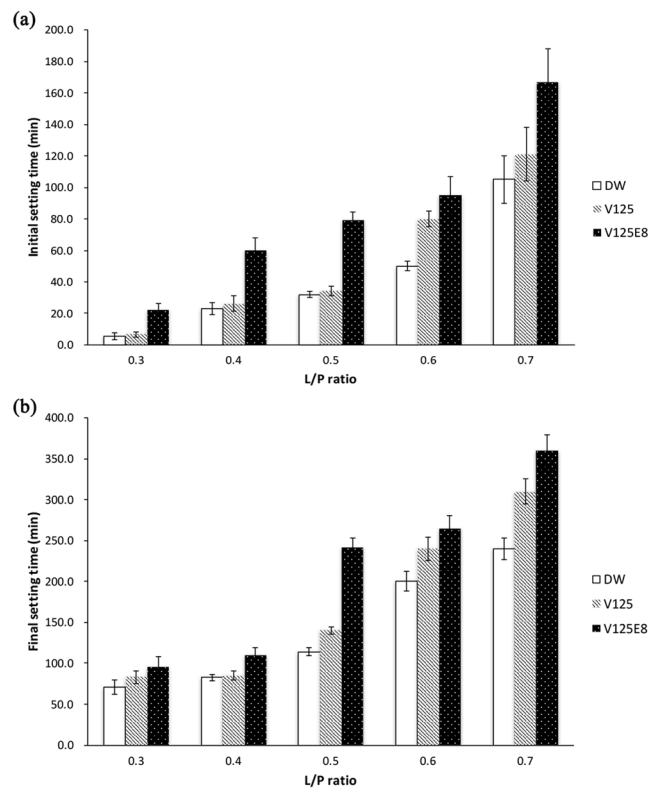 (a)
200.0
180.0
160.0
140.0
120.0
100.0
80.0
60.0
40.0
20.0
0.0
Initial setting time (min)
0.3 0.4 0.5 0.6 0.7
L/P ratio
DW
V125
V125E8
(b)
400.0
350.0
300.0
250.0
200.0
150.0
100.0
50.0
0.0
Final setting time (min)
0.3 0.4 0.5 0.6 0.7
L/P ratio
DW
V125
V125E8